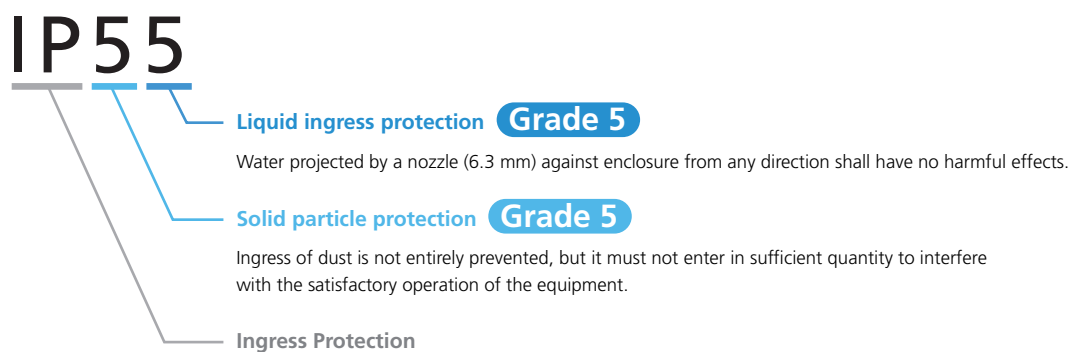 IP55
Liquid ingress protection Grade 5
Water projected by a nozzle (6.3 mm) against enclosure from any direction shall have no harmful effects.
Solid particle protection Grade 5
Ingress of dust is not entirely prevented, but it must not enter in sufficient quantity to interfere
with the satisfactory operation of the equipment.
Ingress Protection